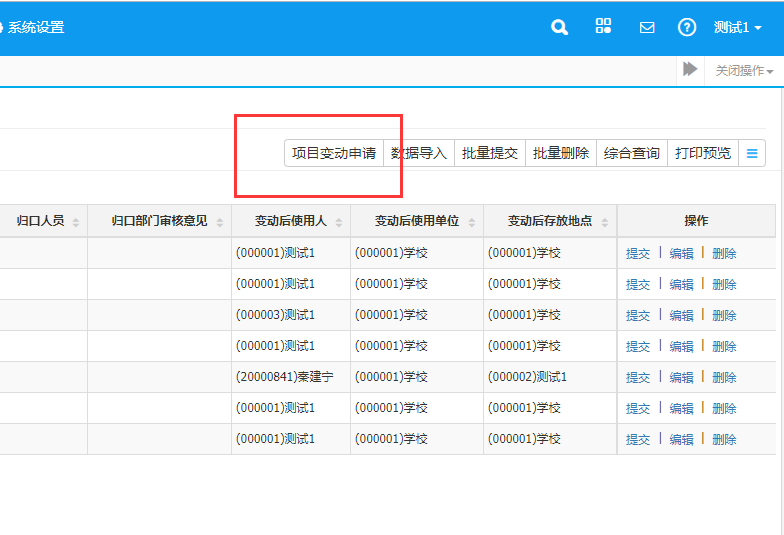 系统设置 测试1
关闭操作
项目变动申请 数据导入 批量提交 批量删除 综合查询 打印预览
归口人员 归口部门审核意见 变动后使用人 变动后使用单位 变动后存放地点 操作
(000001)测试1 (000001)学校 (000001)学校 提交 | 编辑 | 删除
(000001)测试1 (000001)学校 (000001)学校 提交 | 编辑 | 删除
(000003)测试1 (000001)学校 (000001)学校 提交 | 编辑 | 删除
(000001)测试1 (000001)学校 (000001)学校 提交 | 编辑 | 删除
(20000841)秦建宁 (000001)学校 (000002)测试1 提交 | 编辑 | 删除
(000001)测试1 (000001)学校 (000001)学校 提交 | 编辑 | 删除
(000001)测试1 (000001)学校 (000001)学校 提交 | 编辑 | 删除